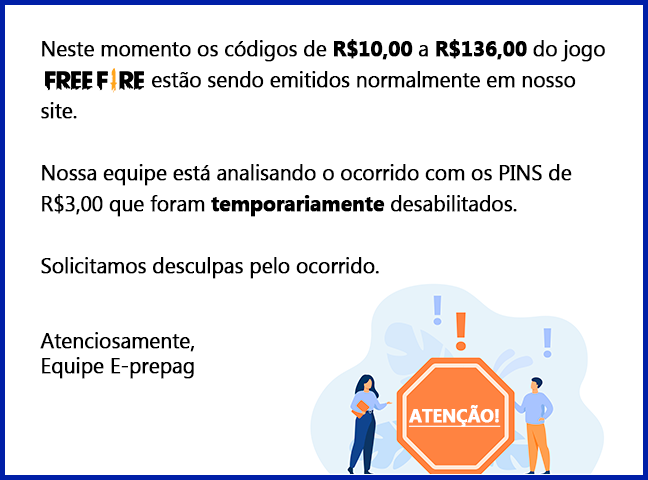 Neste momento os códigos de R$10,00 a R$136,00 do jogo
FREE FIRE estão sendo emitidos normalmente em nosso
site.
Nossa equipe está analisando o ocorrido com os PINS de
R$3,00 que foram temporariamente desabilitados.
Solicitamos desculpas pelo ocorrido.
Atenciosamente,
Equipe E-prepag
ATENÇÃO!